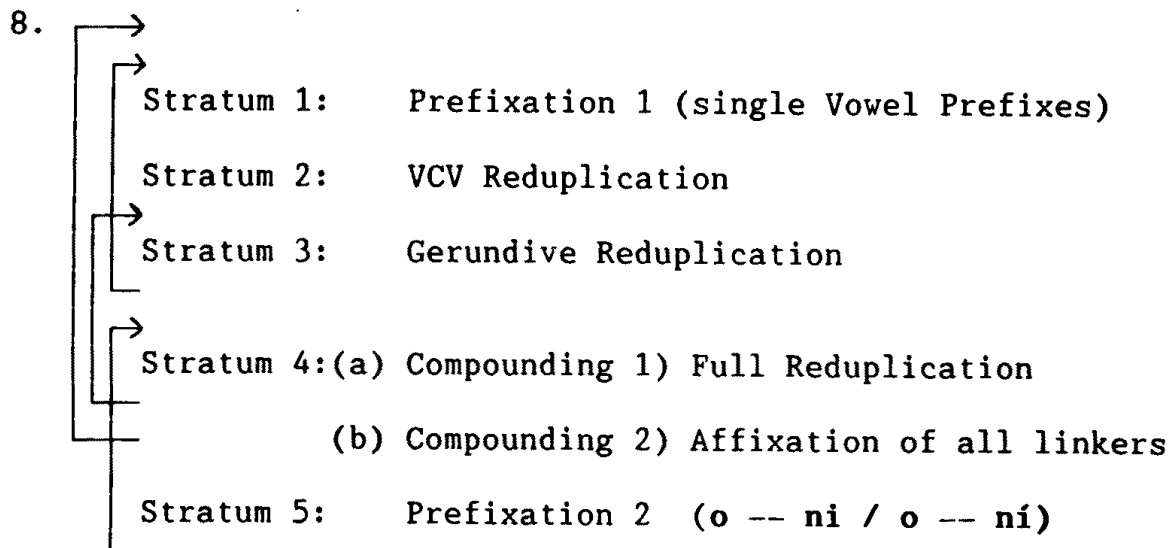 8.
Stratum 1: Prefixation 1 (single Vowel Prefixes)
Stratum 2: VCV Reduplication
Stratum 3: Gerundive Reduplication
Stratum 4:(a) Compounding 1) Full Reduplication
(b) Compounding 2) Affixation of all linkers
Stratum 5: Prefixation 2 (o -- ni / o -- ní)